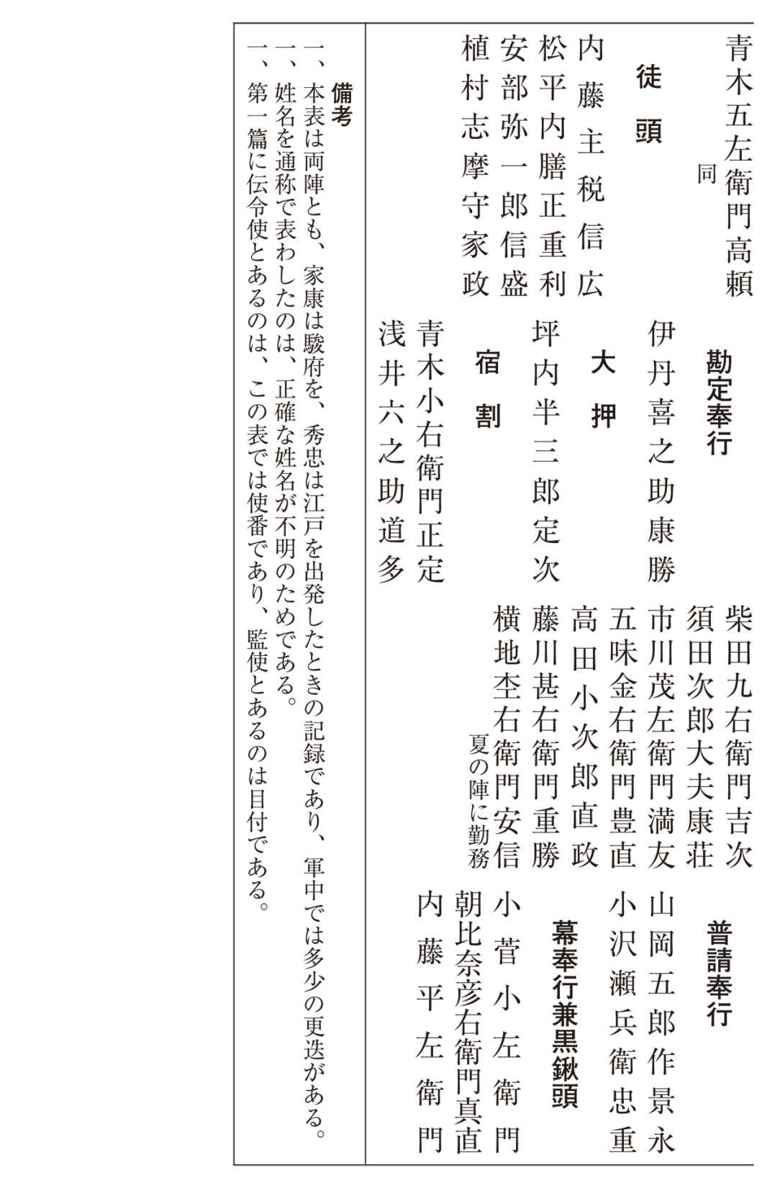 青木五左衛門高頼
同
徒頭
内藤主税信広
松平内膳正重利
安部弥一郎信盛
植村志摩守家政
勘定奉行
伊丹喜之助康勝
大押
坪内半三郎定次
宿割
青木小右衛門正定
浅井六之助道多
柴田九右衛門吉次
須田次郎大夫康荘
市川茂左衛門満友
五味金右衛門豊直
高田小次郎直政
藤川甚右衛門重勝
横地杢右衛門安信
夏の陣に勤務
普請奉行
山岡五郎作景永
小沢瀬兵衛忠重
幕奉行兼黒鍬頭
小菅小左衛門
朝比奈彦右衛門真直
内藤平左衛門
備考
一、本表は両陣とも、家康は駿府を、秀忠は江戸を出発したときの記録であり、軍中では多少の更迭がある。
一、姓名を通称で表わしたのは、正確な姓名が不明のためである。
一、第一篇に伝令使とあるのは、この表では使番であり、監使とあるのは目付である。